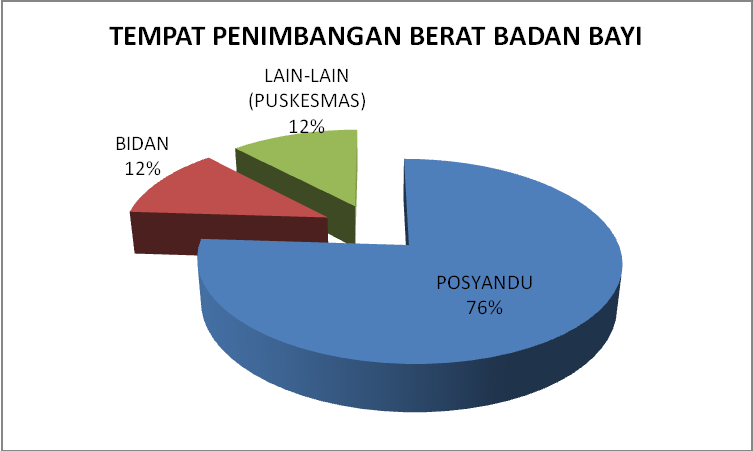 TEMPAT PENIMBANGAN BERAT BADAN BAYI
LAIN-LAIN
(PUSKESMAS)
12%
BIDAN
12%
POSYANDU
76%